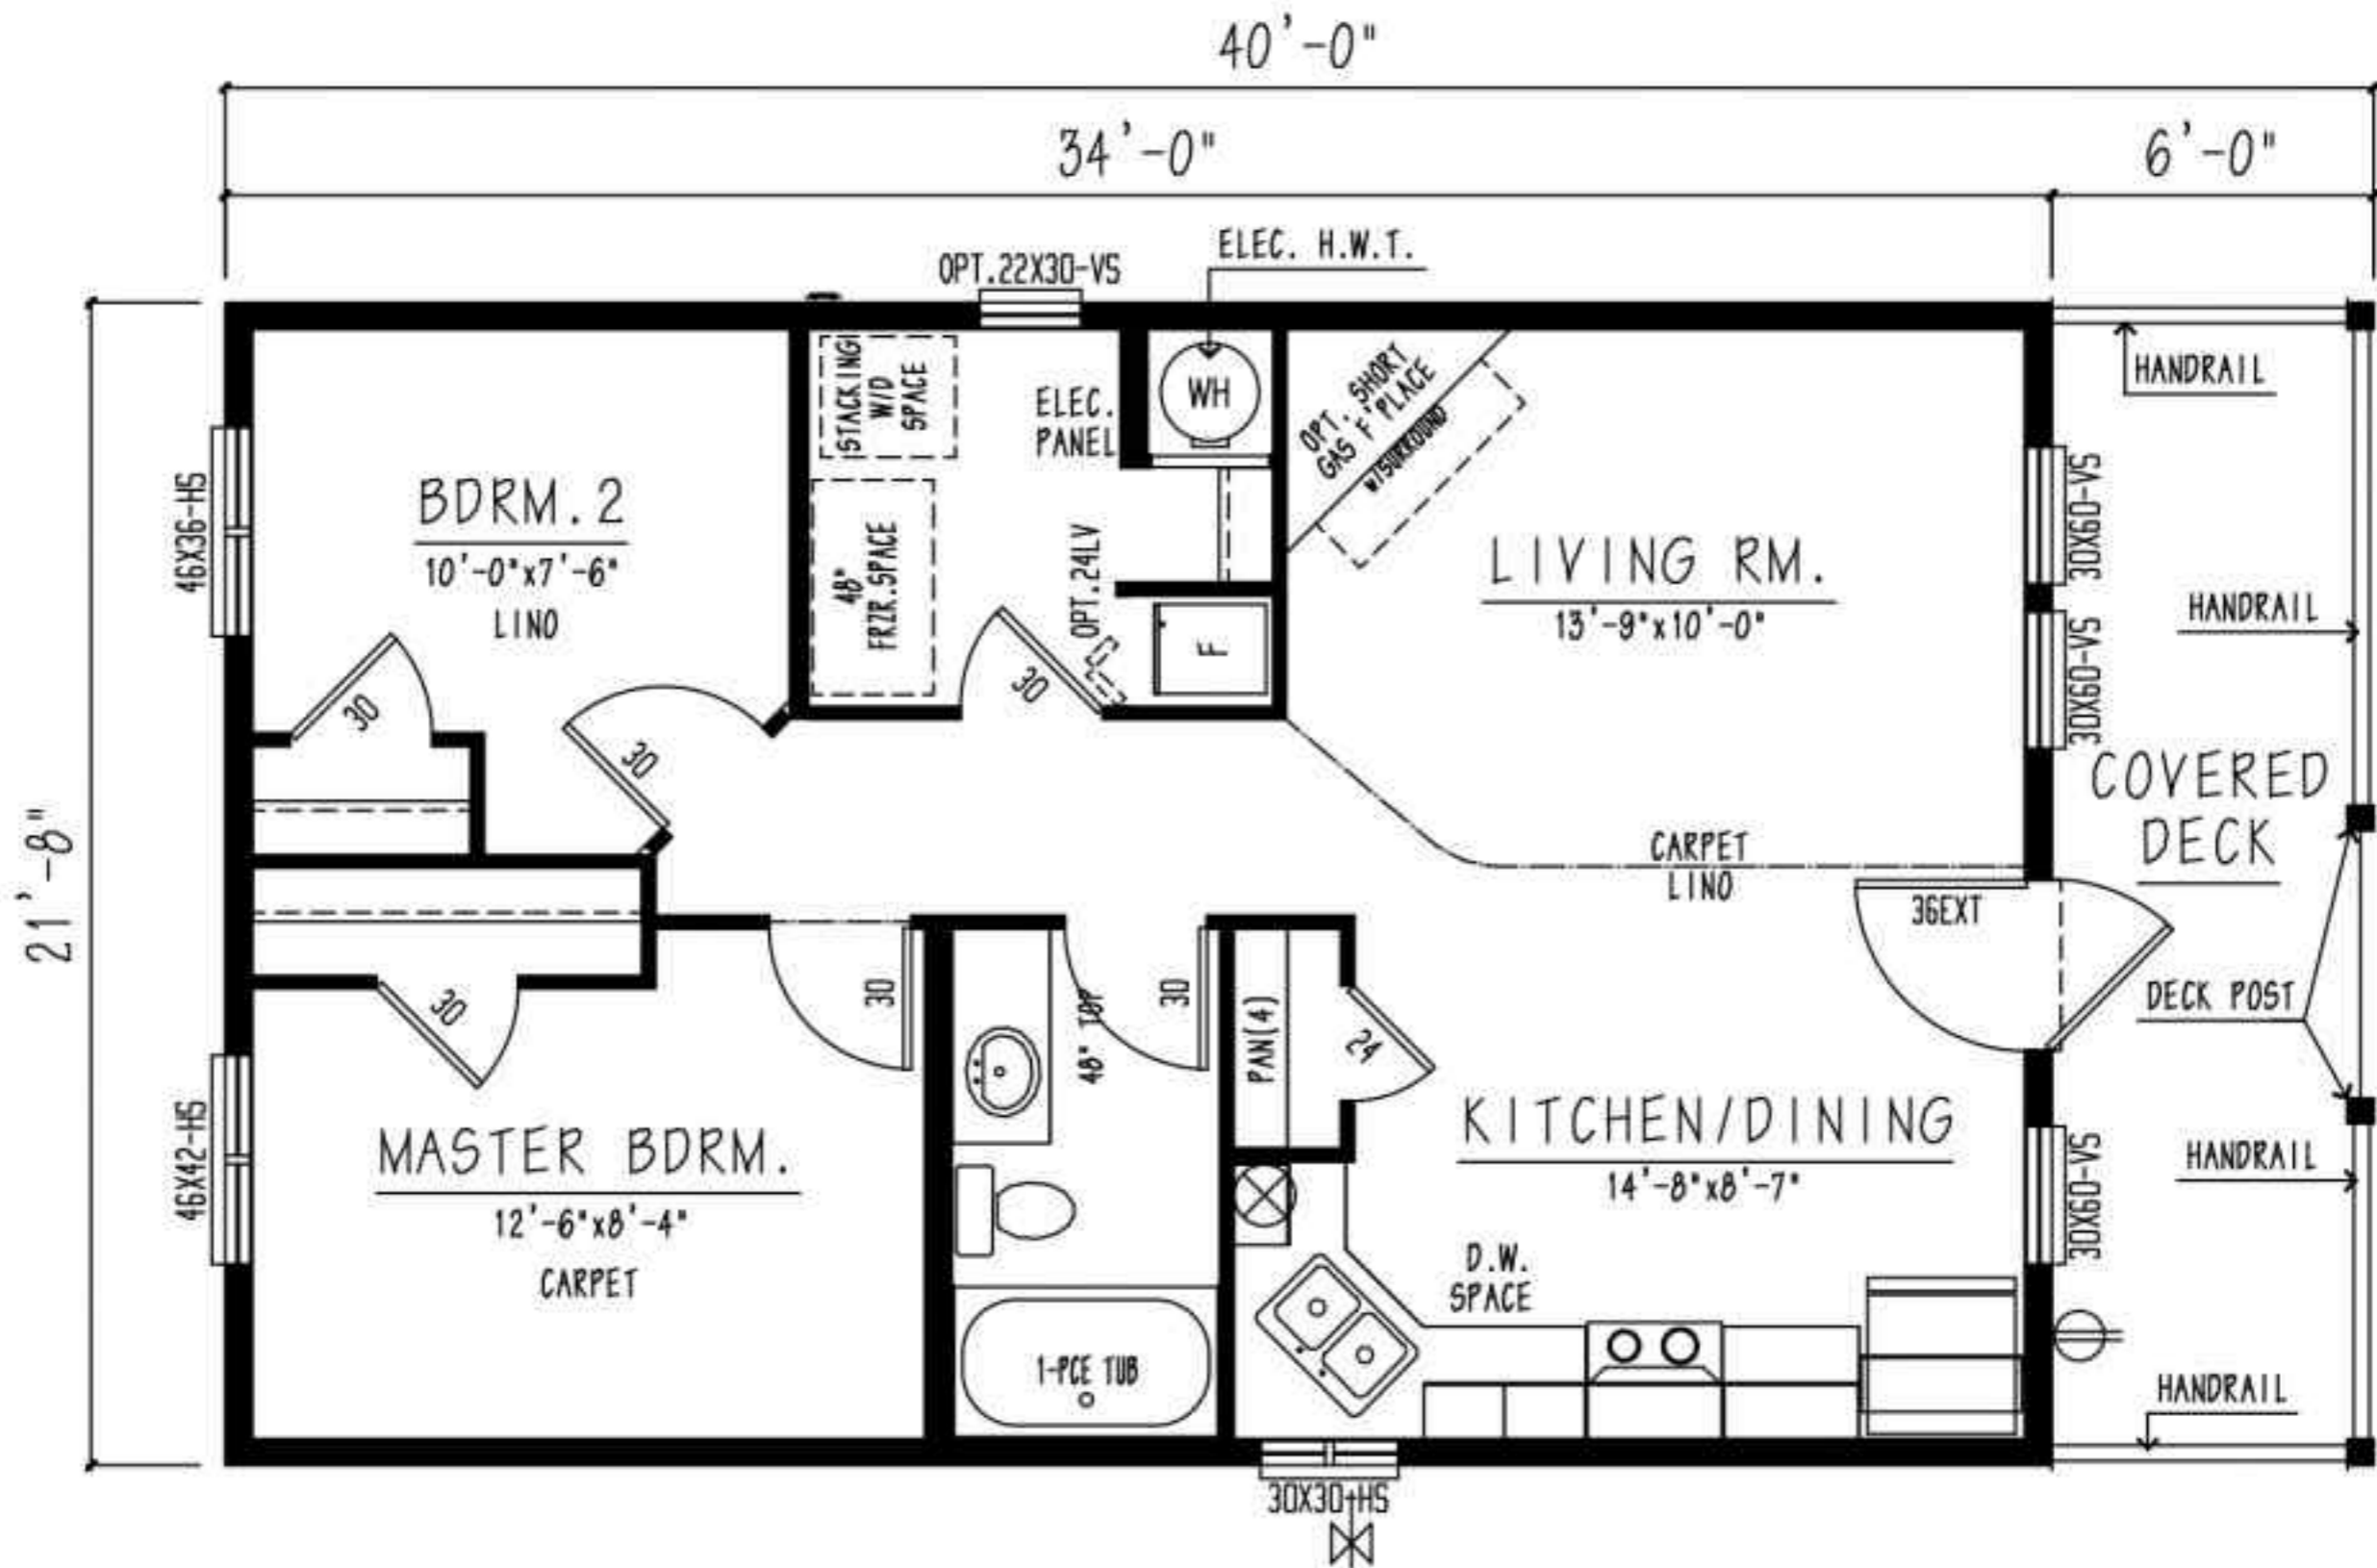 40'-0"
34'-0"
6'-0"
OPT.22X30-VS
ELEC. H.W.T.
HANDRAIL
STACKING
W/D
SPACE
ELEC.
PANEL
WH
OPT. SHORT
GAS F'PLACE
W/SURROUND
46X36-HS
BDRM.2
10'-0"x7'-6"
LINO
48"
FRZR.SPACE
OPT.24LV
LIVING RM.
13'-9"x10'-0"
30X60-VS
HANDRAIL
30
30
F
30
30X60-VS
COVERED
DECK
21'-8"
CARPET
LINO
36EXT
30
30
48" TOP
30
PAN(4)
24
DECK POST
46X42-HS
MASTER BDRM.
12'-6"x8'-4"
CARPET
KITCHEN/DINING
14'-8"x8'-7"
30X60-VS
HANDRAIL
D.W.
SPACE
1-PCE TUB
HANDRAIL
30X30-HS